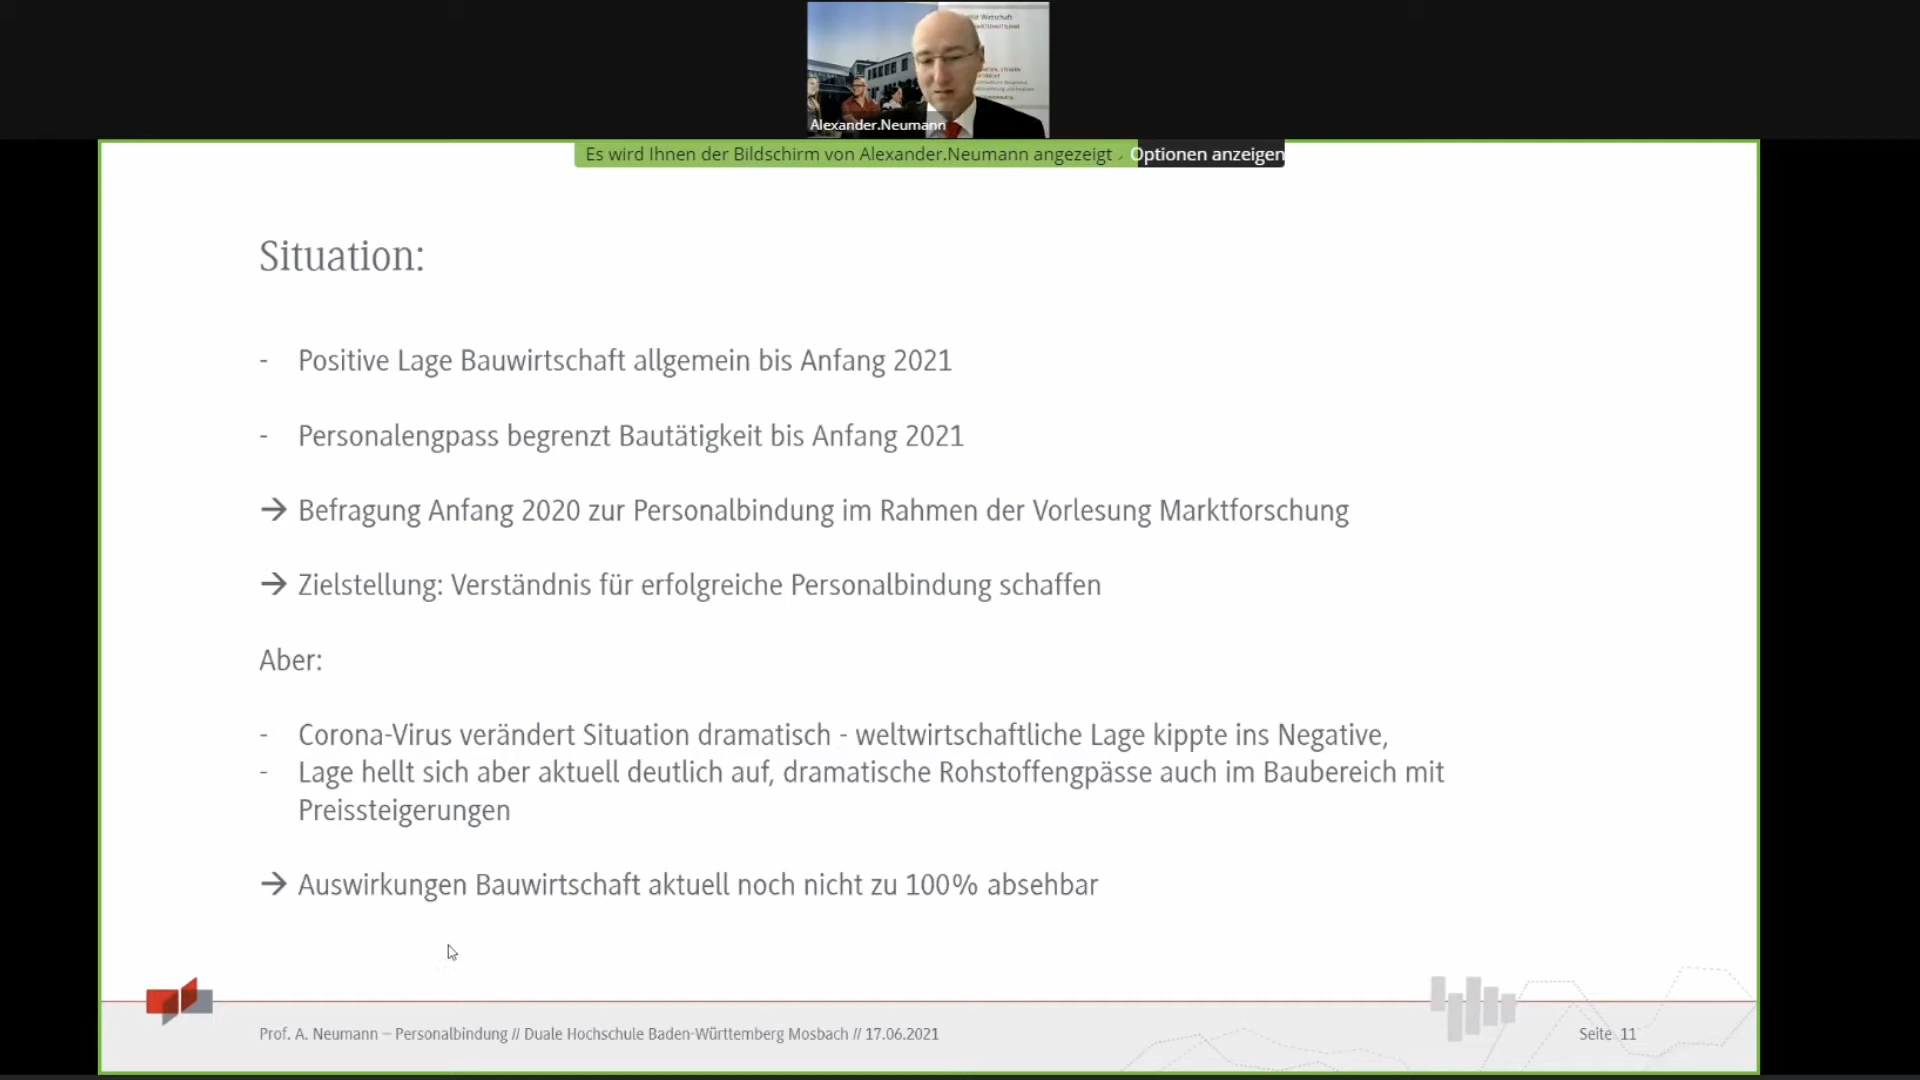 Alexander.Neumann
Es wird Ihnen der Bildschirm von Alexander.Neumann angezeigt
Optionen anzeigen
Situation:
- Positive Lage Bauwirtschaft allgemein bis Anfang 2021
- Personalengpass begrenzt Bautätigkeit bis Anfang 2021
→ Befragung Anfang 2020 zur Personalbindung im Rahmen der Vorlesung Marktforschung
→ Zielstellung: Verständnis für erfolgreiche Personalbindung schaffen
Aber:
- Corona-Virus verändert Situation dramatisch - weltwirtschaftliche Lage kippte ins Negative,
- Lage hellt sich aber aktuell deutlich auf, dramatische Rohstoffengpässe auch im Baubereich mit
Preissteigerungen
→ Auswirkungen Bauwirtschaft aktuell noch nicht zu 100% absehbar
Prof. A. Neumann – Personalbindung // Duale Hochschule Baden-Württemberg Mosbach // 17.06.2021
Seite 11